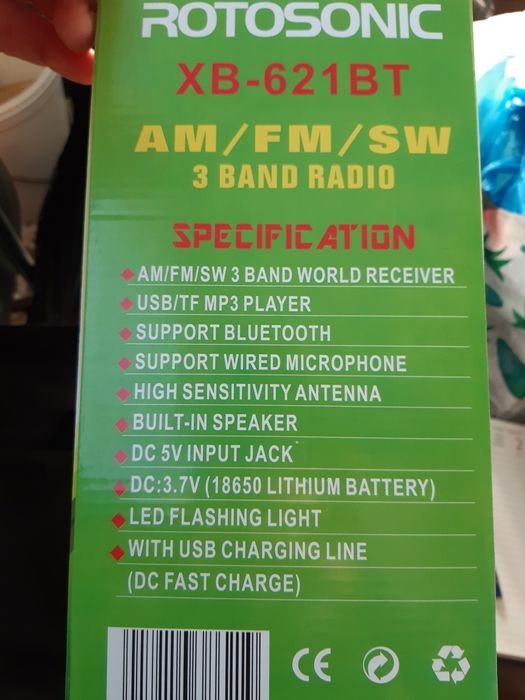 ROTOSONIC
XB-621BT
AM/FM/SW
3 BAND RADIO
SPECIFICATION
AM/FM/SW 3 BAND WORLD RECEIVER
USB/TF MP3 PLAYER
SUPPORT BLUETOOTH
SUPPORT WIRED MICROPHONE
HIGH SENSITIVITY ANTENNA
BUILT-IN SPEAKER
DC 5V INPUT JACK
DC:3.7V (18650 LITHIUM BATTERY)
LED FLASHING LIGHT
WITH USB CHARGING LINE
(DC FAST CHARGE)
CE